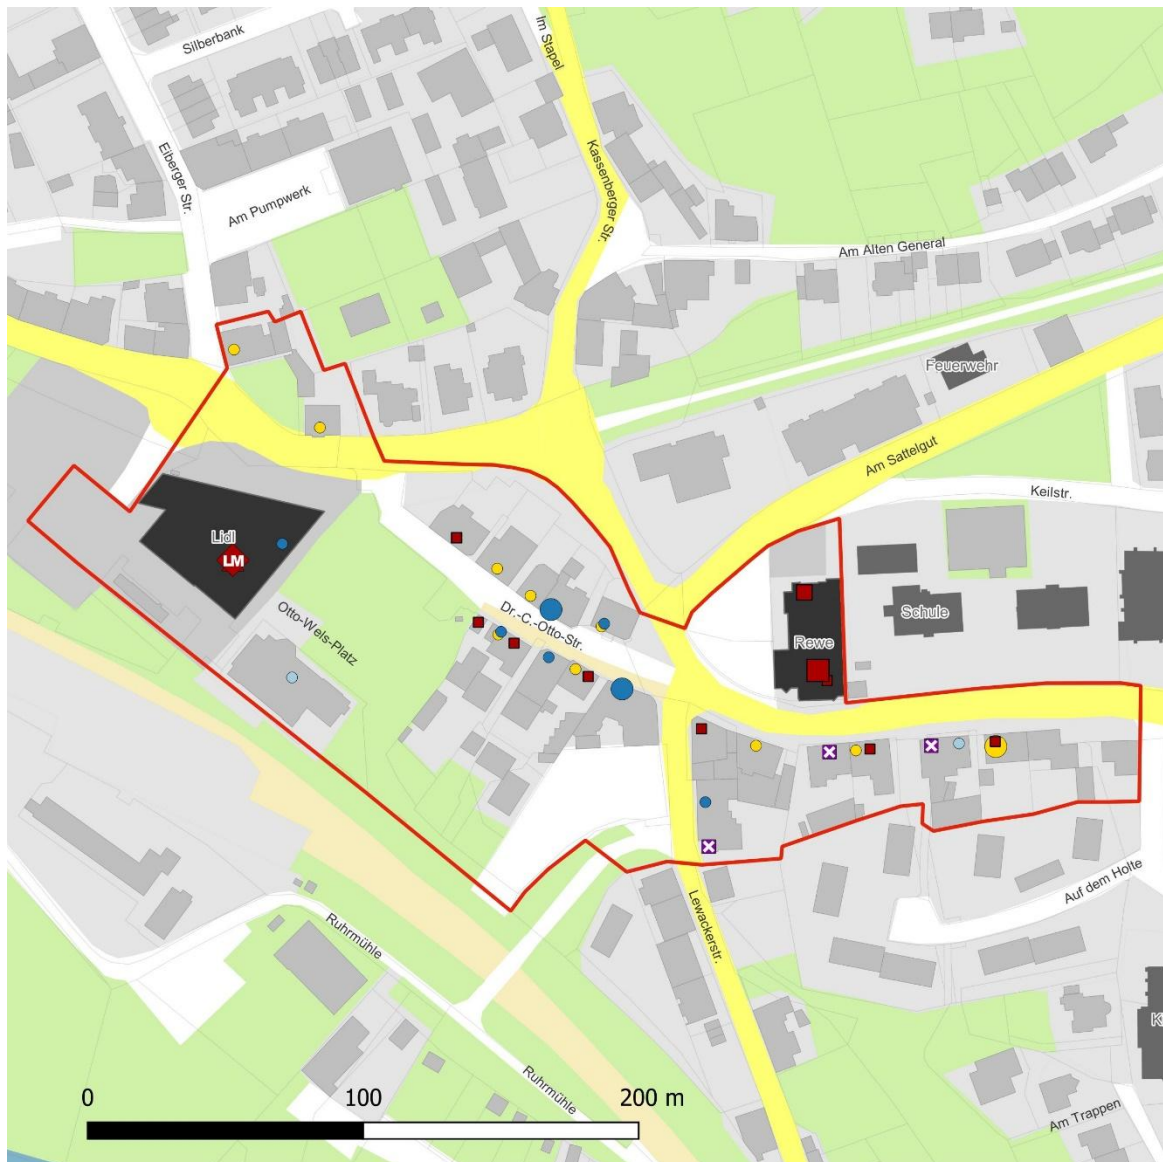 Silberbank
Im Stapel
Eiberger Str.
Kassenberger Str.
Am Pumpwerk
Am Alten General
Feuerwehr
Am Sattelgut
Keilstr.
Lidl
LM
Schule
Otto-Wels-Platz
Dr.-C.-Otto-Str.
Rewe
Auf dem Holte
Lewackerstr.
Ruhrmühle
Ruhrmühle
Am Trappen
0 100 200 m